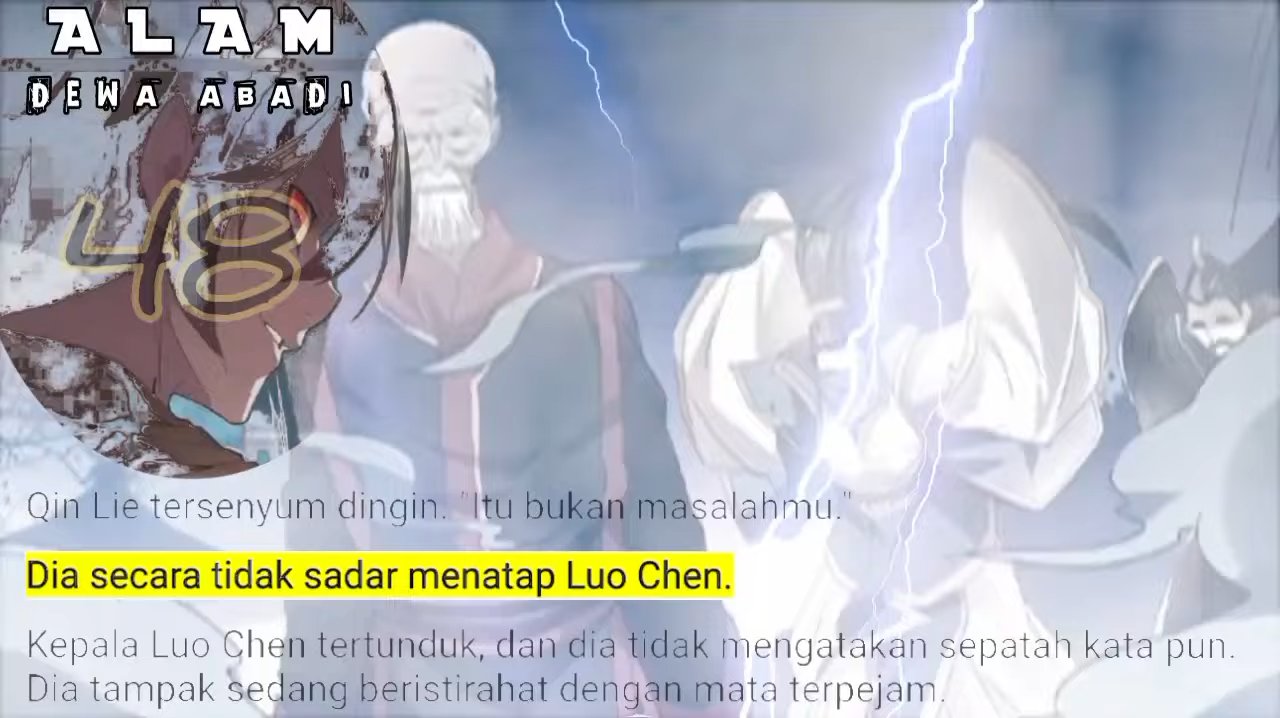 ALAM
DEWA ABADI
48
Qin Lie tersenyum dingin. "Itu bukan masalahmu."
Dia secara tidak sadar menatap Luo Chen.
Kepala Luo Chen tertunduk, dan dia tidak mengatakan sepatah kata pun.
Dia tampak sedang beristirahat dengan mata terpejam.